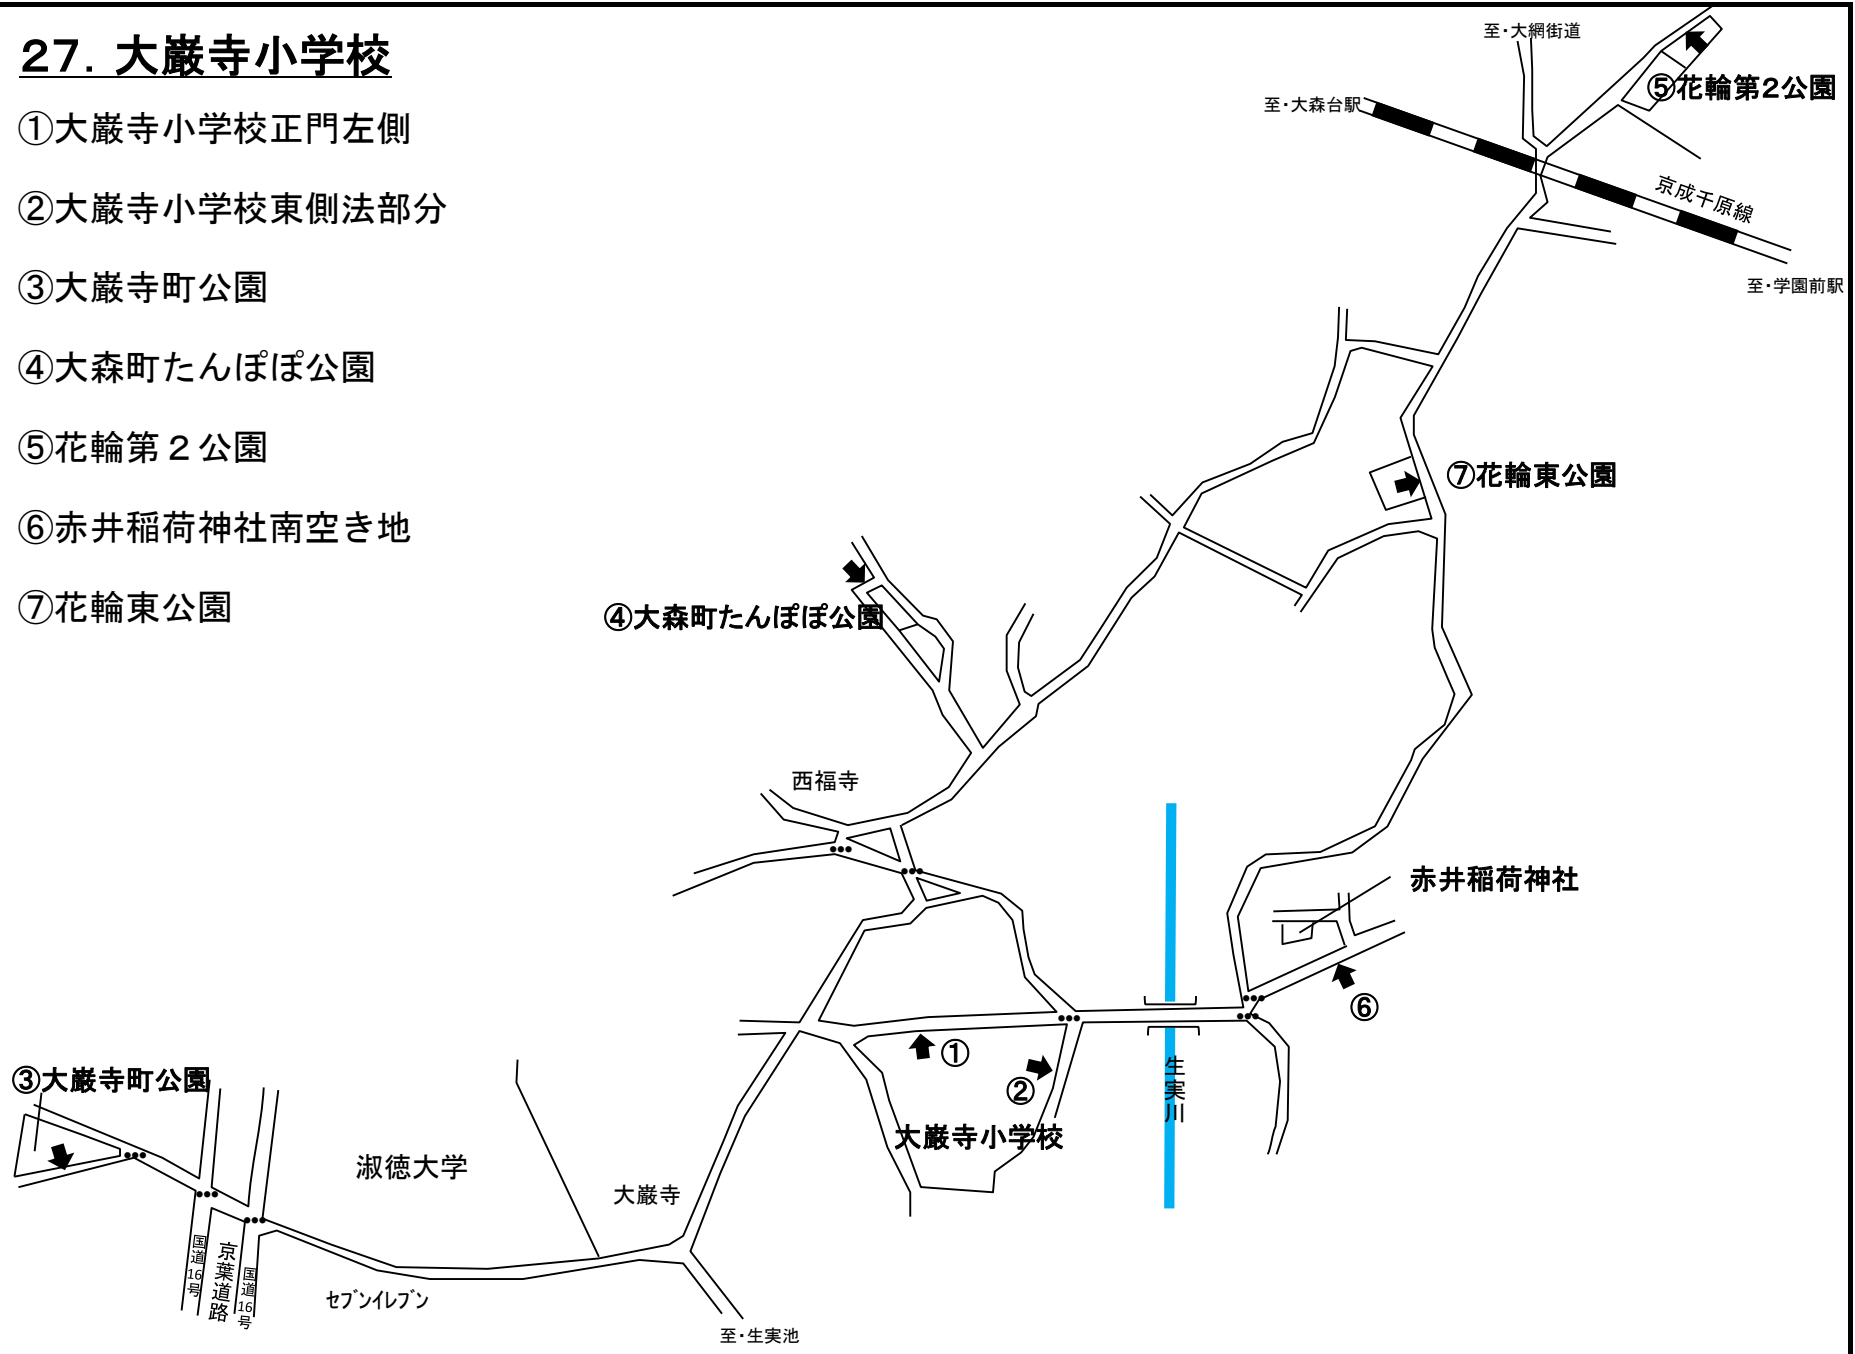 27. 大巌寺小学校
①大巌寺小学校正門左側
②大巌寺小学校東側法部分
③大巌寺町公園
④大森町たんぽぽ公園
⑤花輪第２公園
⑥赤井稲荷神社南空き地
⑦花輪東公園
至・大網街道
⑤花輪第2公園
至・大森台駅
京成千原線
至・学園前駅
⑦花輪東公園
④大森町たんぽぽ公園
西福寺
赤井稲荷神社
⑥
①
②
生実川
③大巌寺町公園
大巌寺小学校
淑徳大学
大巌寺
国道16号
京葉道路
国道16号
ｾﾌﾞﾝｲﾚﾌﾞﾝ
至・生実池